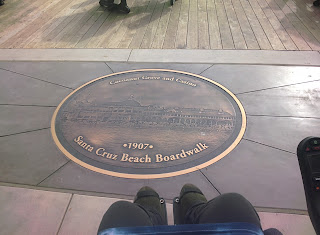 Cocoanut Grove and Casino
•1907•
Santa Cruz Beach Boardwalk